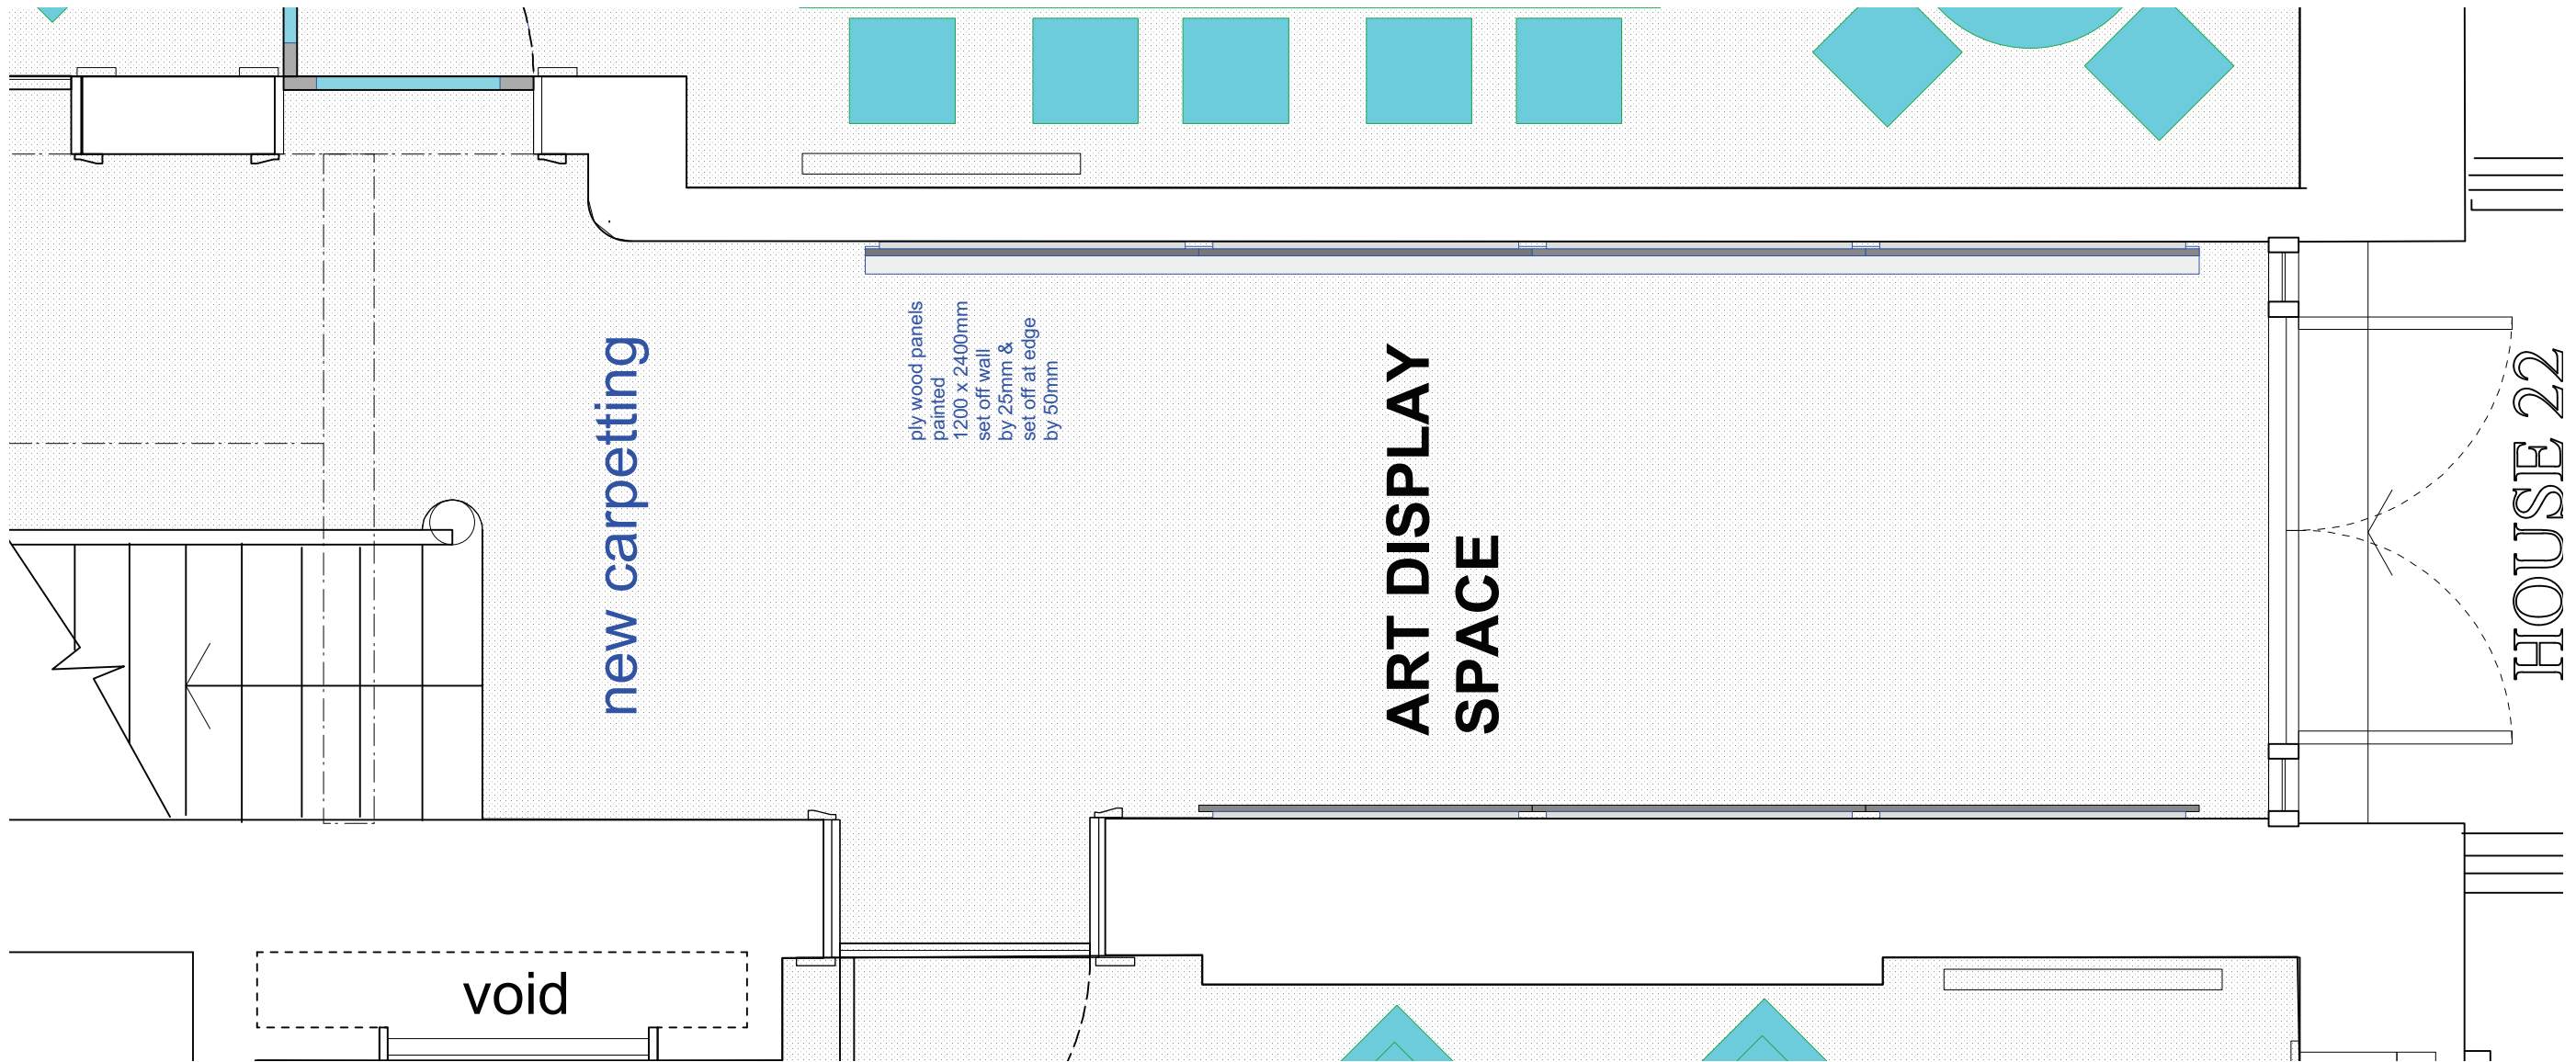 new carpetting
ply wood panels
painted
1200 x 2400mm
set off wall
by 25mm &
set off at edge
by 50mm
ART DISPLAY
SPACE
HOUSE 22
void